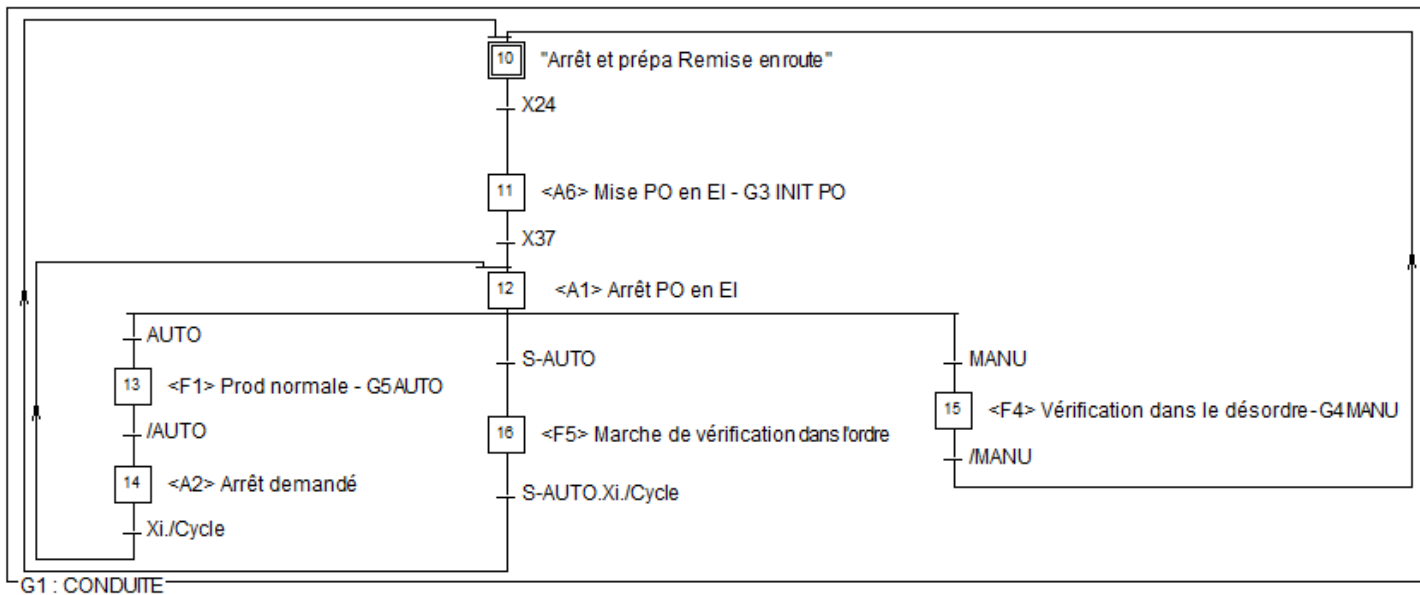 10 "Arrêt et prépa Remise en route"
X24
11 <A6> Mise PO en EI - G3 INIT PO
X37
12 <A1> Arrêt PO en EI
AUTO
S-AUTO
MANU
13 <F1> Prod normale - G5 AUTO
15 <F4> Vérification dans le désordre - G4 MANU
/AUTO
16 <F5> Marche de vérification dans l'ordre
/MANU
14 <A2> Arrêt demandé
S-AUTO.Xi./Cycle
Xi./Cycle
G1 : CONDUITE